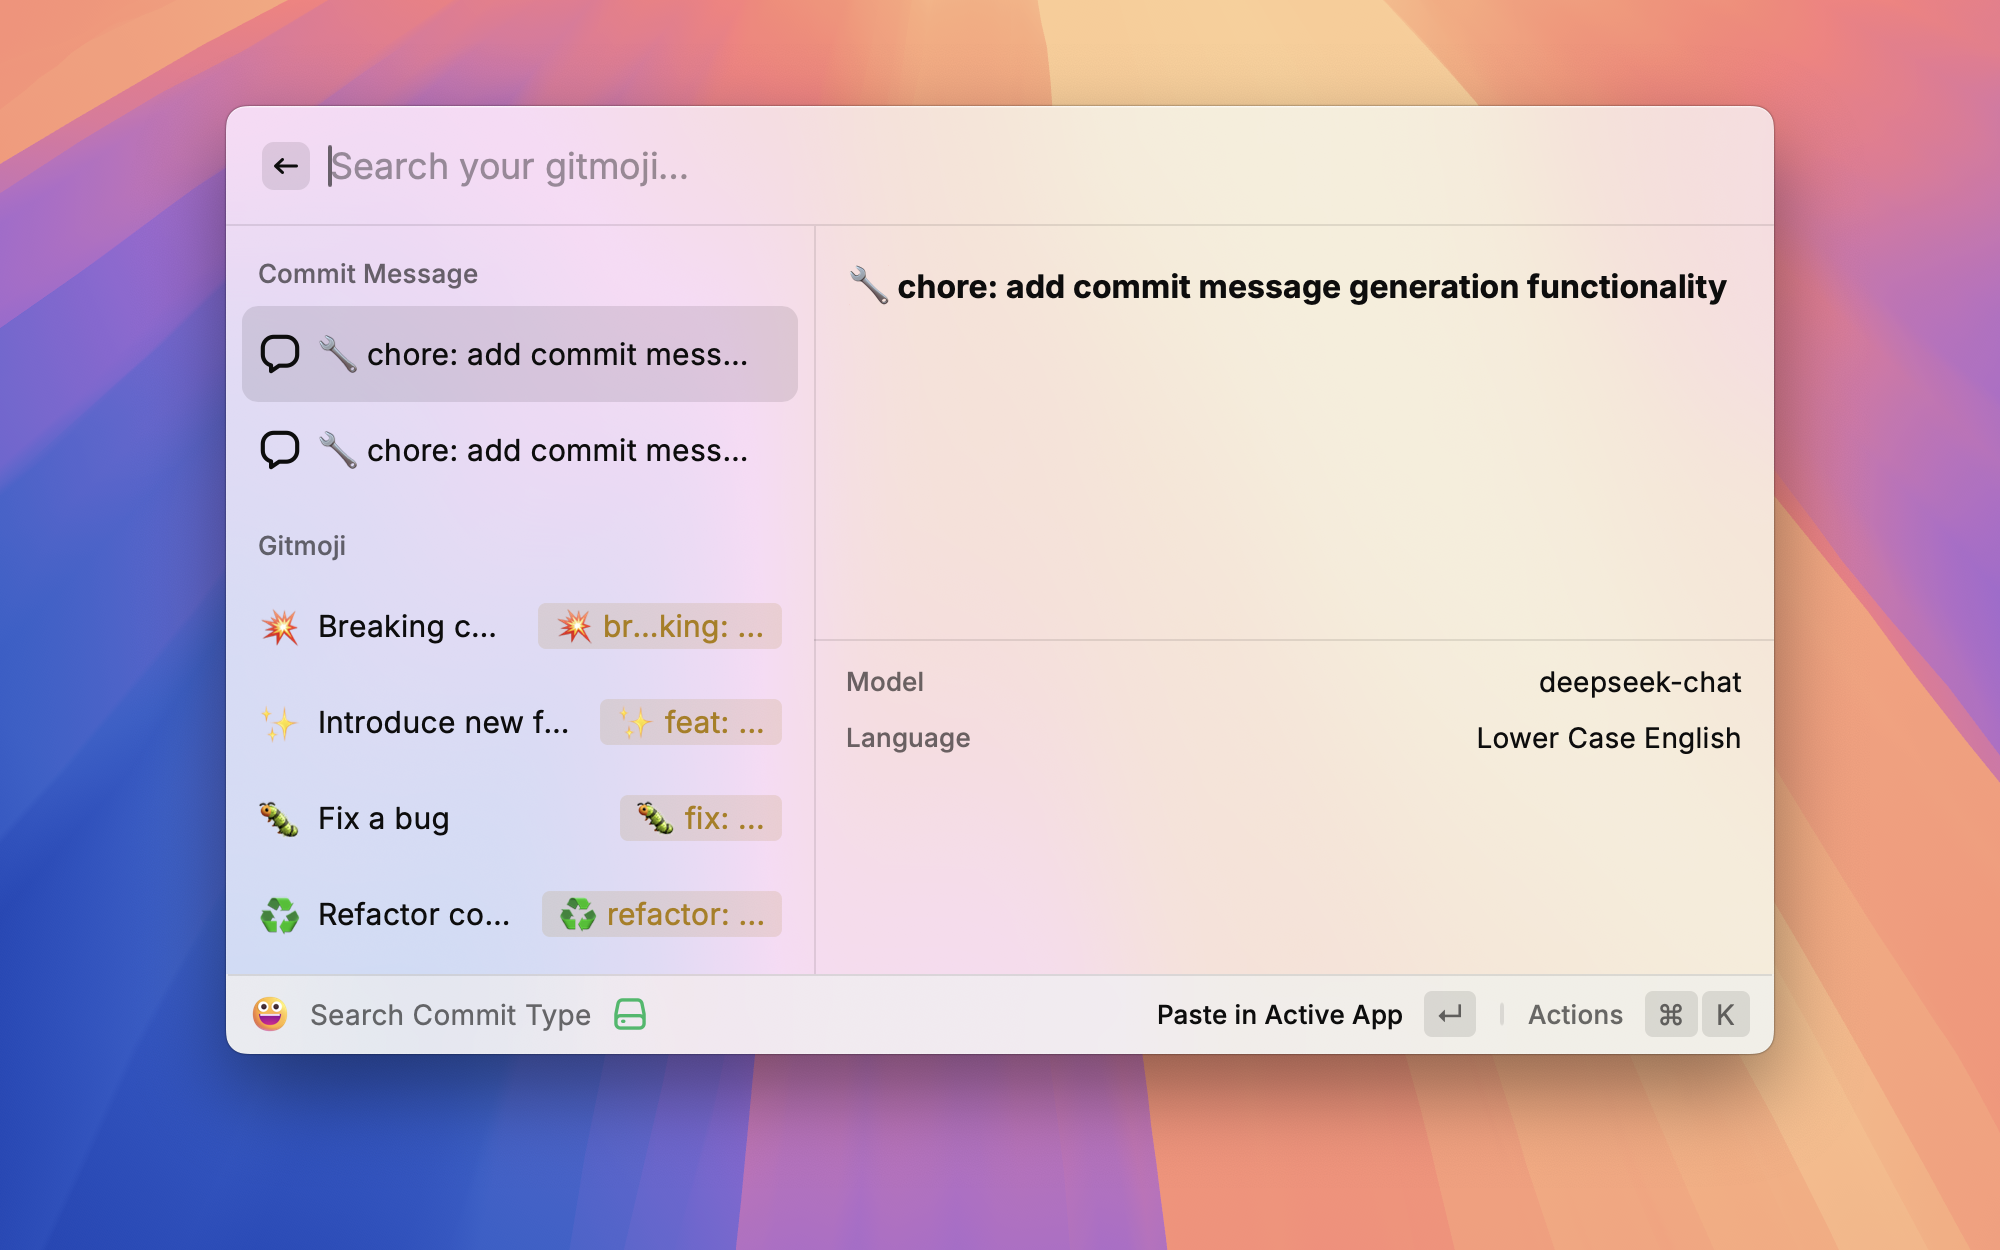 Search your gitmoji...
Commit Message
🔧 chore: add commit mess...
🔧 chore: add commit mess...
Gitmoji
💥 Breaking c... 💥 br...king: ...
✨ Introduce new f... ✨ feat: ...
🐛 Fix a bug 🐛 fix: ...
♻️ Refactor co... ♻️ refactor: ...
🔧 chore: add commit message generation functionality
Model deepseek-chat
Language Lower Case English
Search Commit Type
Paste in Active App ↵
Actions ⌘ K